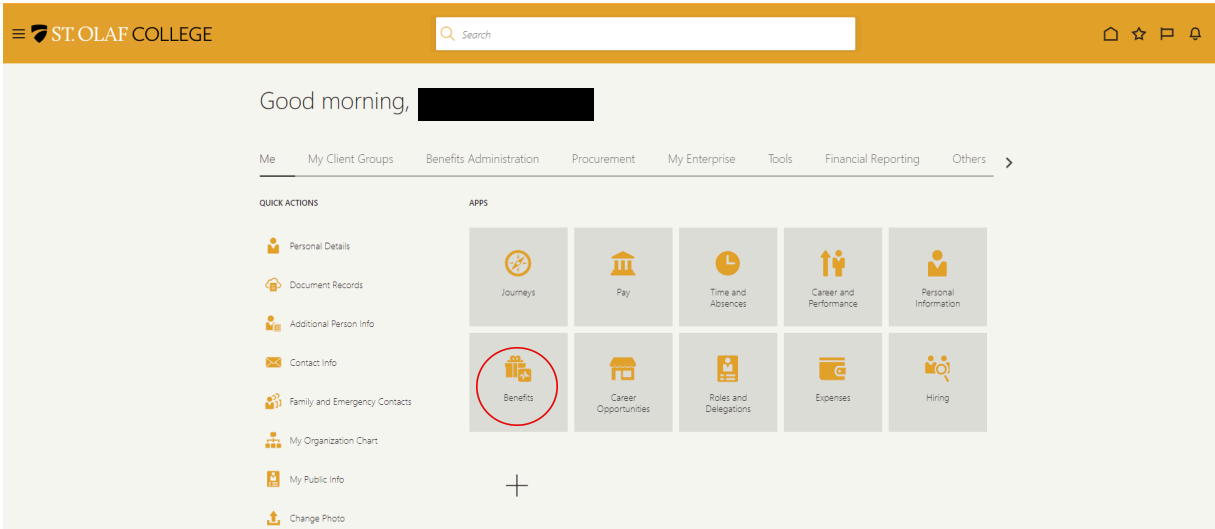 ST. OLAF COLLEGE
Search
Good morning,
Me My Client Groups Benefits Administration Procurement My Enterprise Tools Financial Reporting Others
QUICK ACTIONS
Personal Details
Document Records
Additional Person Info
Contact Info
Family and Emergency Contacts
My Organization Chart
My Public Info
Change Photo
APPS
Journeys
Pay
Time and
Absences
Career and
Performance
Personal
Information
Benefits
Career
Opportunities
Roles and
Delegations
Expenses
Hiring